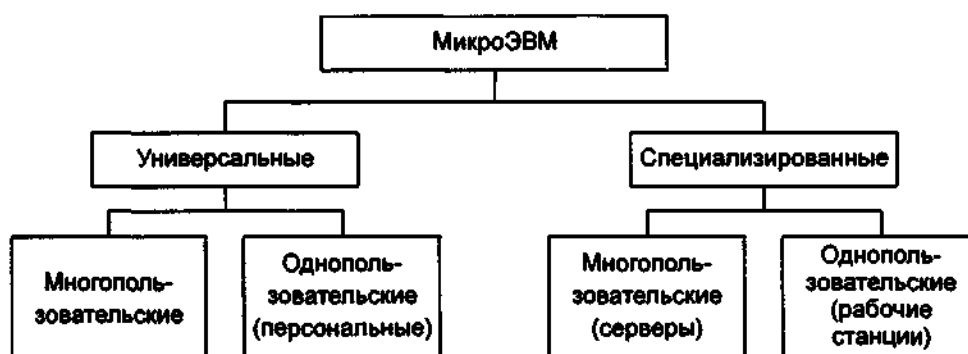 МикроЭВМ
Универсальные
Специализированные
Многополь-
зовательские
Однополь-
зовательские
(персональные)
Многополь-
зовательские
(серверы)
Однополь-
зовательские
(рабочие
станции)